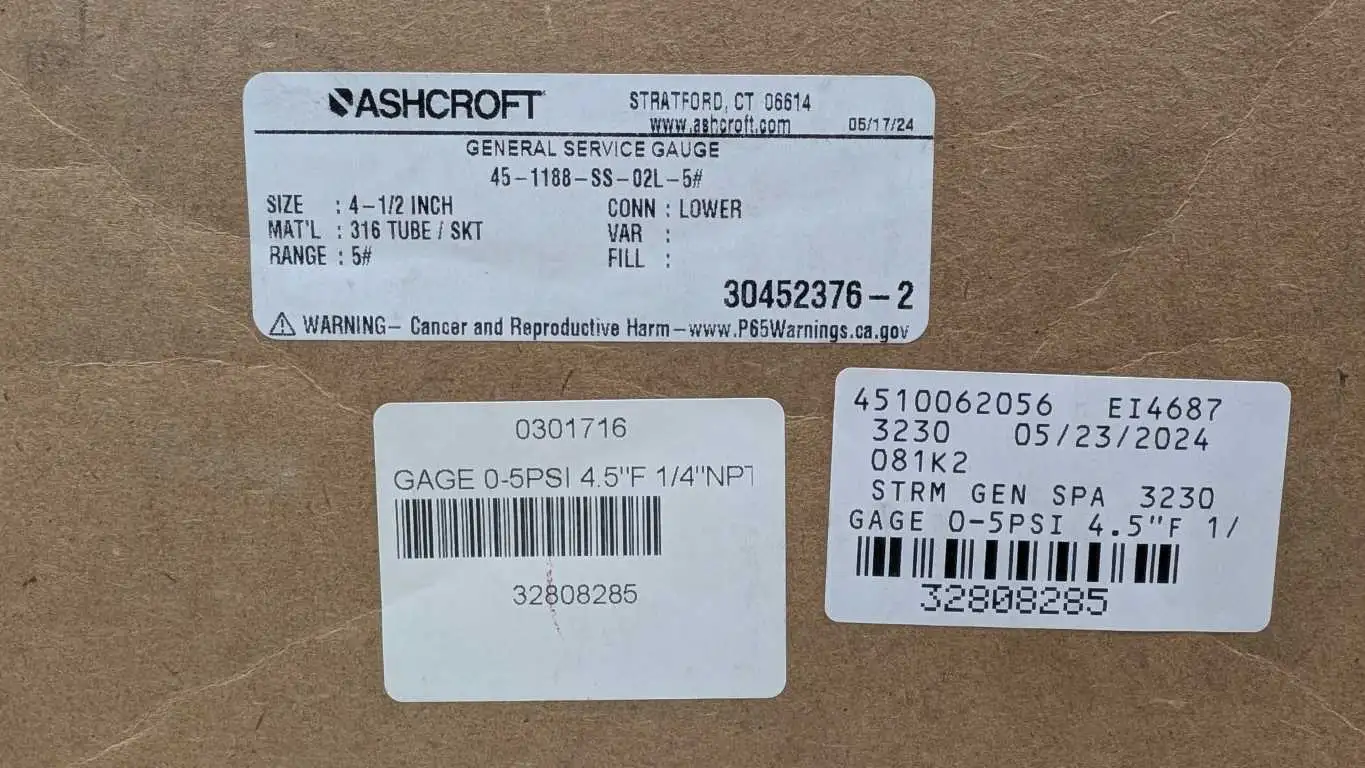 ASHCROFT STRATFORD, CT 06614
www.ashcroft.com 05/17/24
GENERAL SERVICE GAUGE
45-1188-SS-02L-5#
SIZE : 4-1/2 INCH CONN : LOWER
MAT'L : 316 TUBE / SKT VAR :
RANGE : 5# FILL :
30452376-2
⚠ WARNING- Cancer and Reproductive Harm-www.P65Warnings.ca.gov
0301716
GAGE 0-5PSI 4.5"F 1/4"NPT
32808285
4510062056 EI4687
3230 05/23/2024
081K2
STRM GEN SPA 3230
GAGE 0-5PSI 4.5"F 1/
32808285